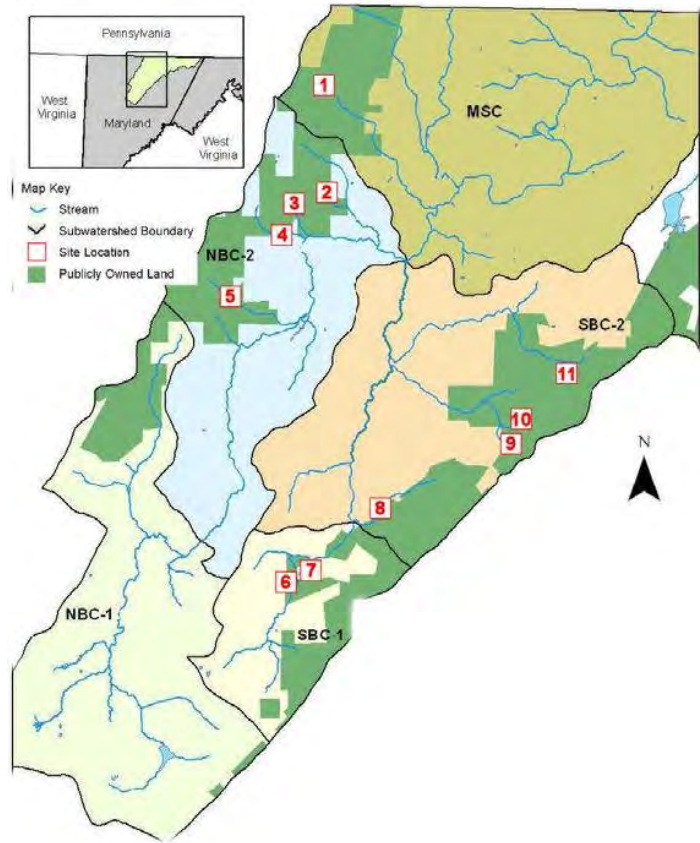 Pennsylvania
West
Virginia
Maryland
West
Virginia
Map Key
Stream
Subwatershed Boundary
Site Location
Publicly Owned Land
1
MSC
2
3
4
NBC-2
5
SBC-2
11
10
9
N
8
7
6
NBC-1
SBC-1